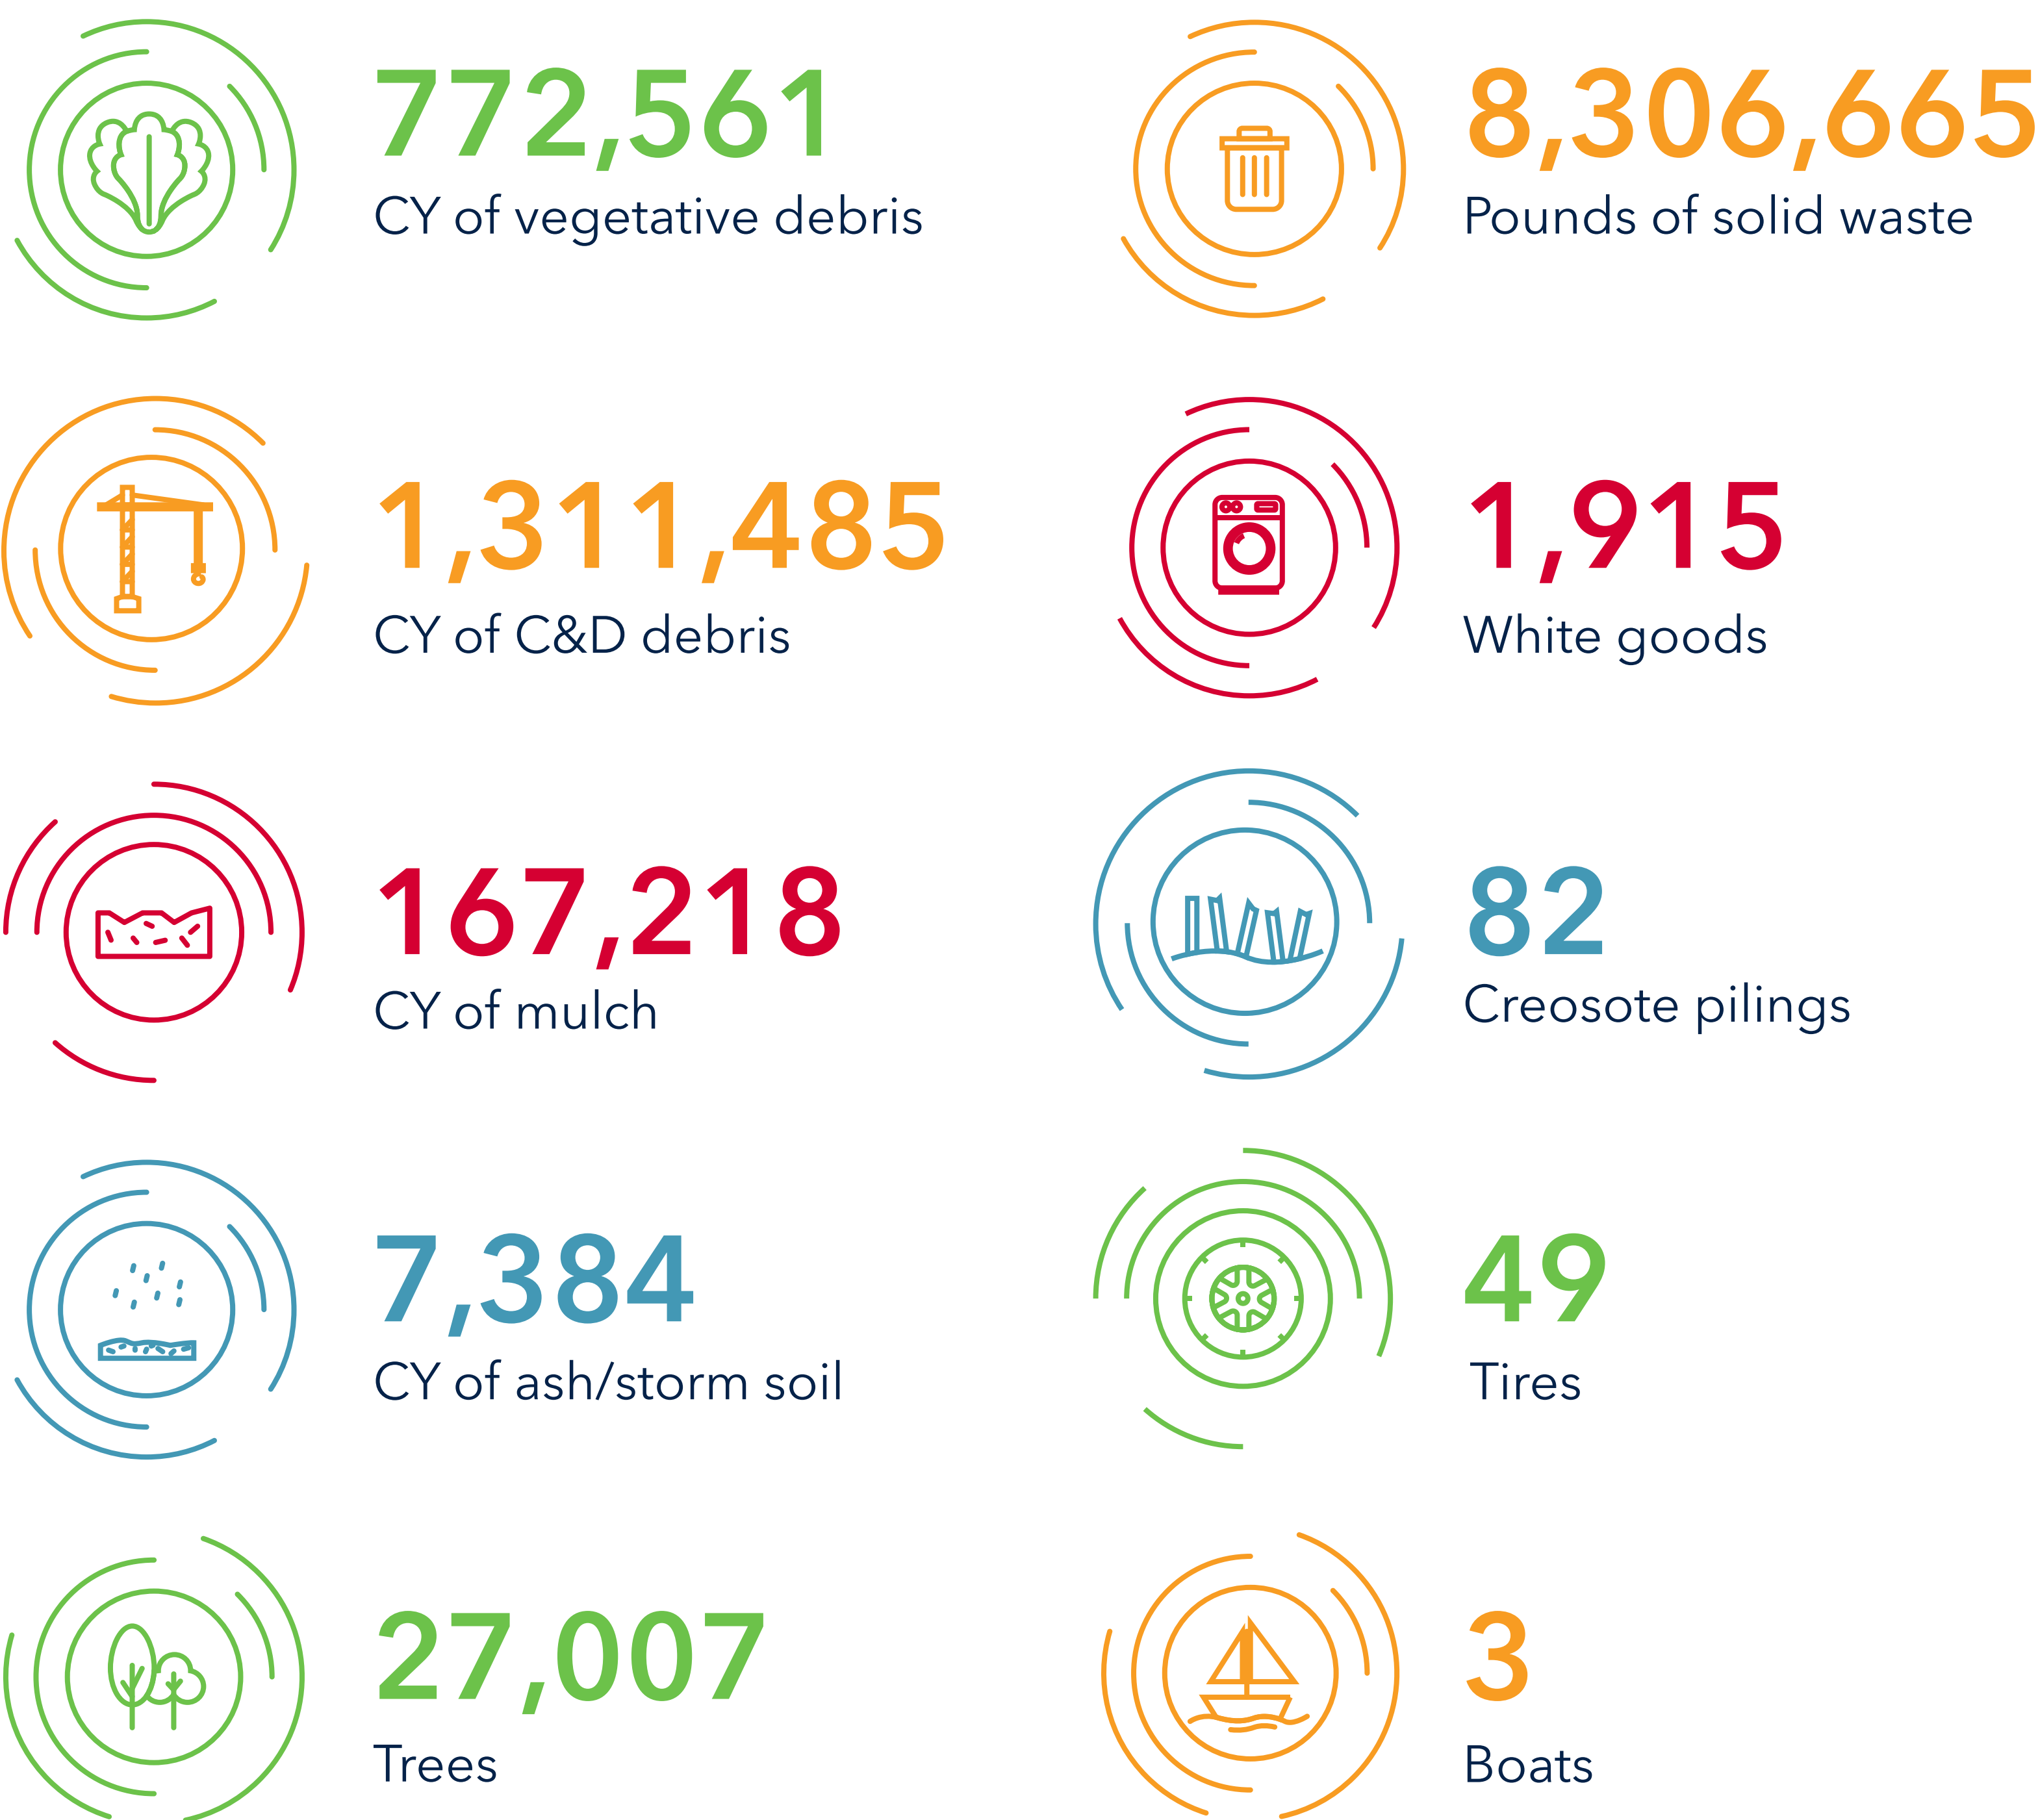 772,561
CY of vegetative debris
8,306,665
Pounds of solid waste
1,311,485
CY of C&D debris
1,915
White goods
167,218
CY of mulch
82
Creosote pilings
7,384
CY of ash/storm soil
49
Tires
27,007
Trees
3
Boats